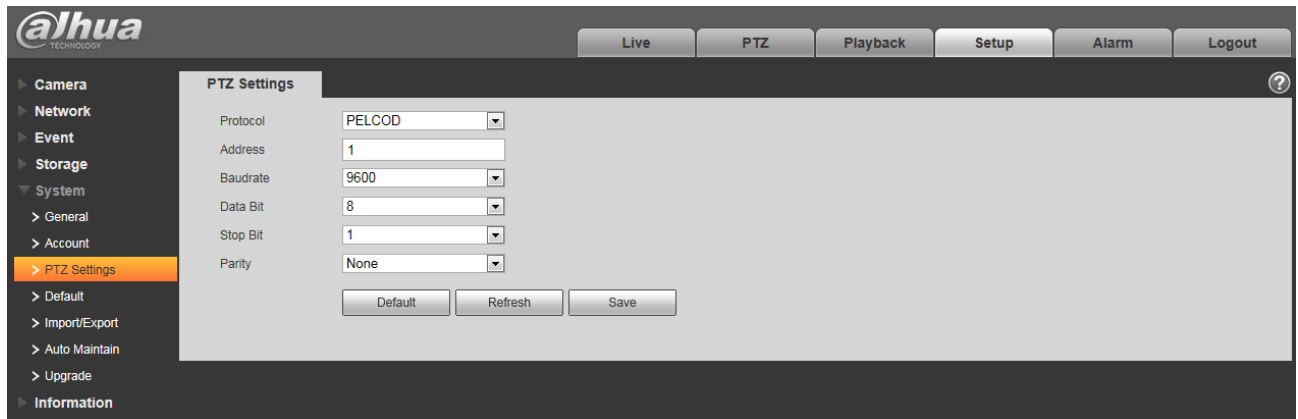 alhua
TECHNOLOGY
Live PTZ Playback Setup Alarm Logout
Camera
Network
Event
Storage
System
> General
> Account
> PTZ Settings
> Default
> Import/Export
> Auto Maintain
> Upgrade
Information
PTZ Settings ?
Protocol PELCOD
Address 1
Baudrate 9600
Data Bit 8
Stop Bit 1
Parity None
Default Refresh Save